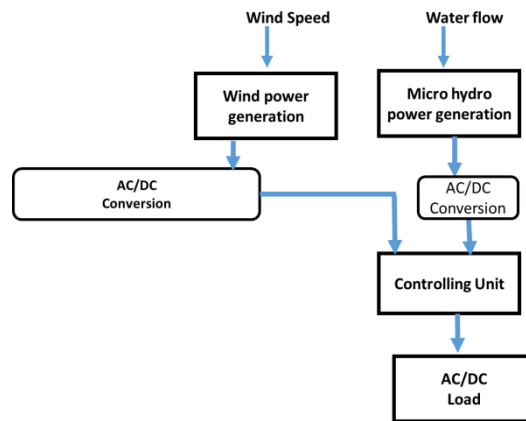 Wind Speed
Water flow
Wind power
generation
Micro hydro
power generation
AC/DC
Conversion
AC/DC
Conversion
Controlling Unit
AC/DC
Load